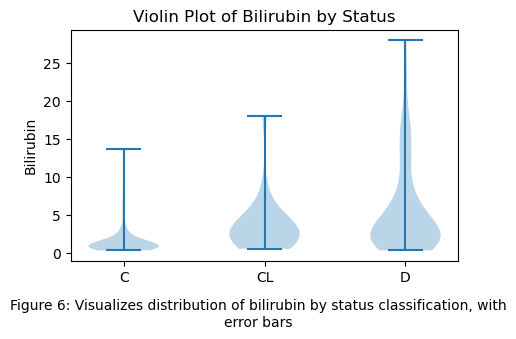 Violin Plot of Bilirubin by Status
Bilirubin
25
20
15
10
5
0
C
CL
D
Figure 6: Visualizes distribution of bilirubin by status classification, with
error bars